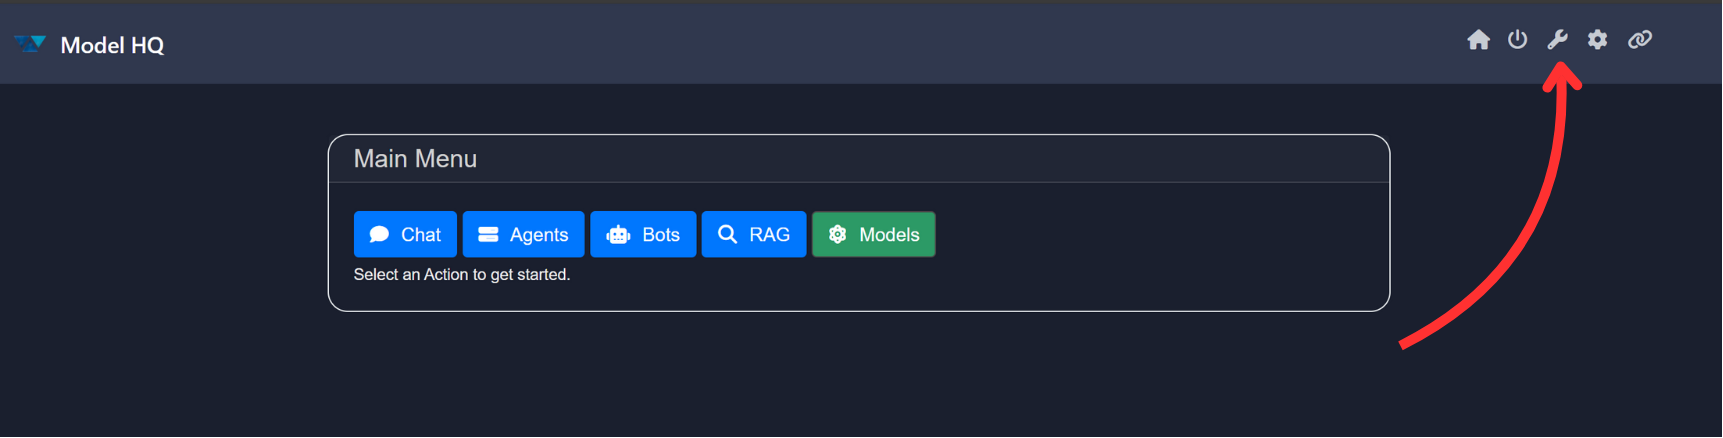 Model HQ
Main Menu
Chat Agents Bots RAG Models
Select an Action to get started.